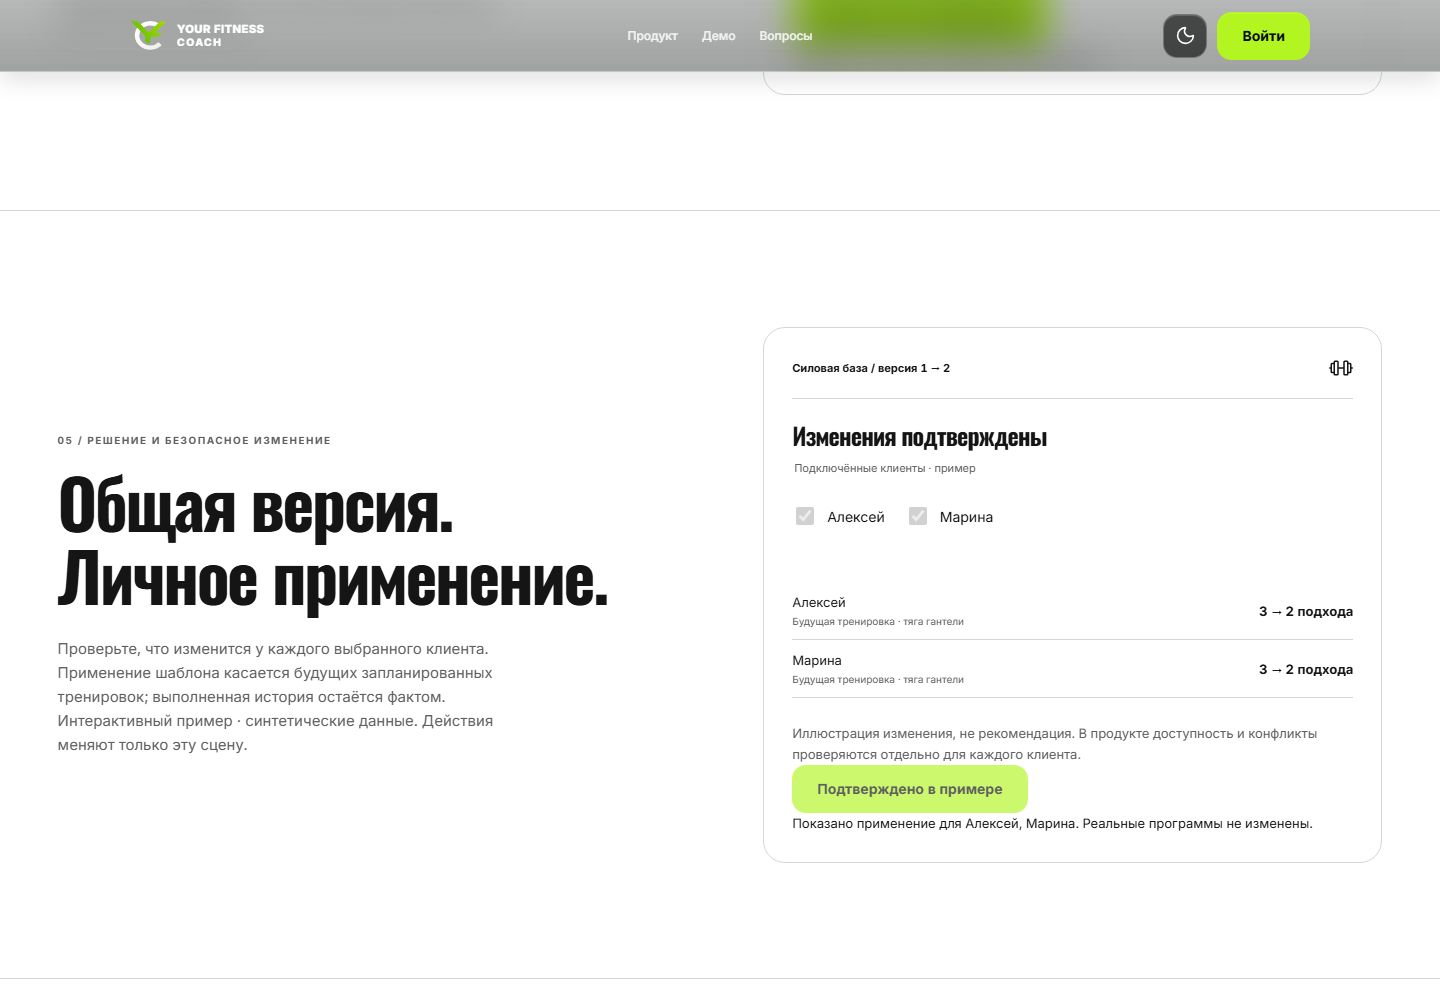 YOUR FITNESS
COACH
Продукт
Демо
Вопросы
Войти
05 / РЕШЕНИЕ И БЕЗОПАСНОЕ ИЗМЕНЕНИЕ
Общая версия.
Личное применение.
Проверьте, что изменится у каждого выбранного клиента.
Применение шаблона касается будущих запланированных
тренировок; выполненная история остаётся фактом.
Интерактивный пример · синтетические данные. Действия
меняют только эту сцену.
Силовая база / версия 1 → 2
Изменения подтверждены
Подключённые клиенты · пример
Алексей
Марина
Алексей
Будущая тренировка · тяга гантели
3 → 2 подхода
Марина
Будущая тренировка · тяга гантели
3 → 2 подхода
Иллюстрация изменения, не рекомендация. В продукте доступность и конфликты
проверяются отдельно для каждого клиента.
Подтверждено в примере
Показано применение для Алексей, Марина. Реальные программы не изменены.